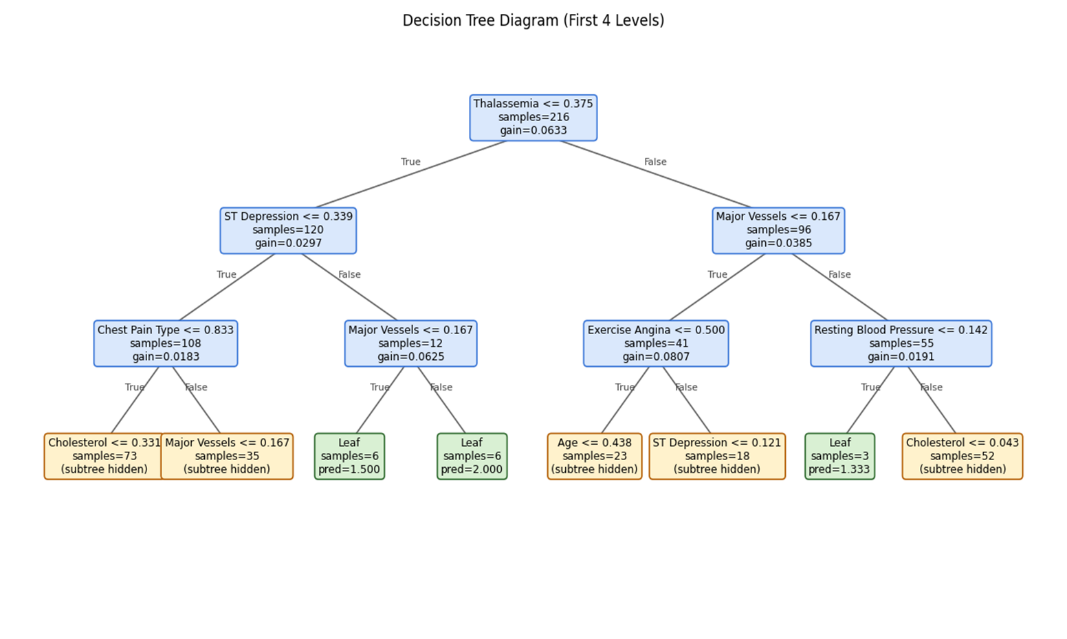 Decision Tree Diagram (First 4 Levels)
Thalassemia <= 0.375
samples=216
gain=0.0633
True
False
ST Depression <= 0.339
samples=120
gain=0.0297
Major Vessels <= 0.167
samples=96
gain=0.0385
True
False
True
False
Chest Pain Type <= 0.833
samples=108
gain=0.0183
Major Vessels <= 0.167
samples=12
gain=0.0625
Exercise Angina <= 0.500
samples=41
gain=0.0807
Resting Blood Pressure <= 0.142
samples=55
gain=0.0191
True
False
True
False
True
False
True
False
Cholesterol <= 0.331
samples=73
(subtree hidden)
Major Vessels <= 0.167
samples=35
(subtree hidden)
Leaf
samples=6
pred=1.500
Leaf
samples=6
pred=2.000
Age <= 0.438
samples=23
(subtree hidden)
ST Depression <= 0.121
samples=18
(subtree hidden)
Leaf
samples=3
pred=1.333
Cholesterol <= 0.043
samples=52
(subtree hidden)